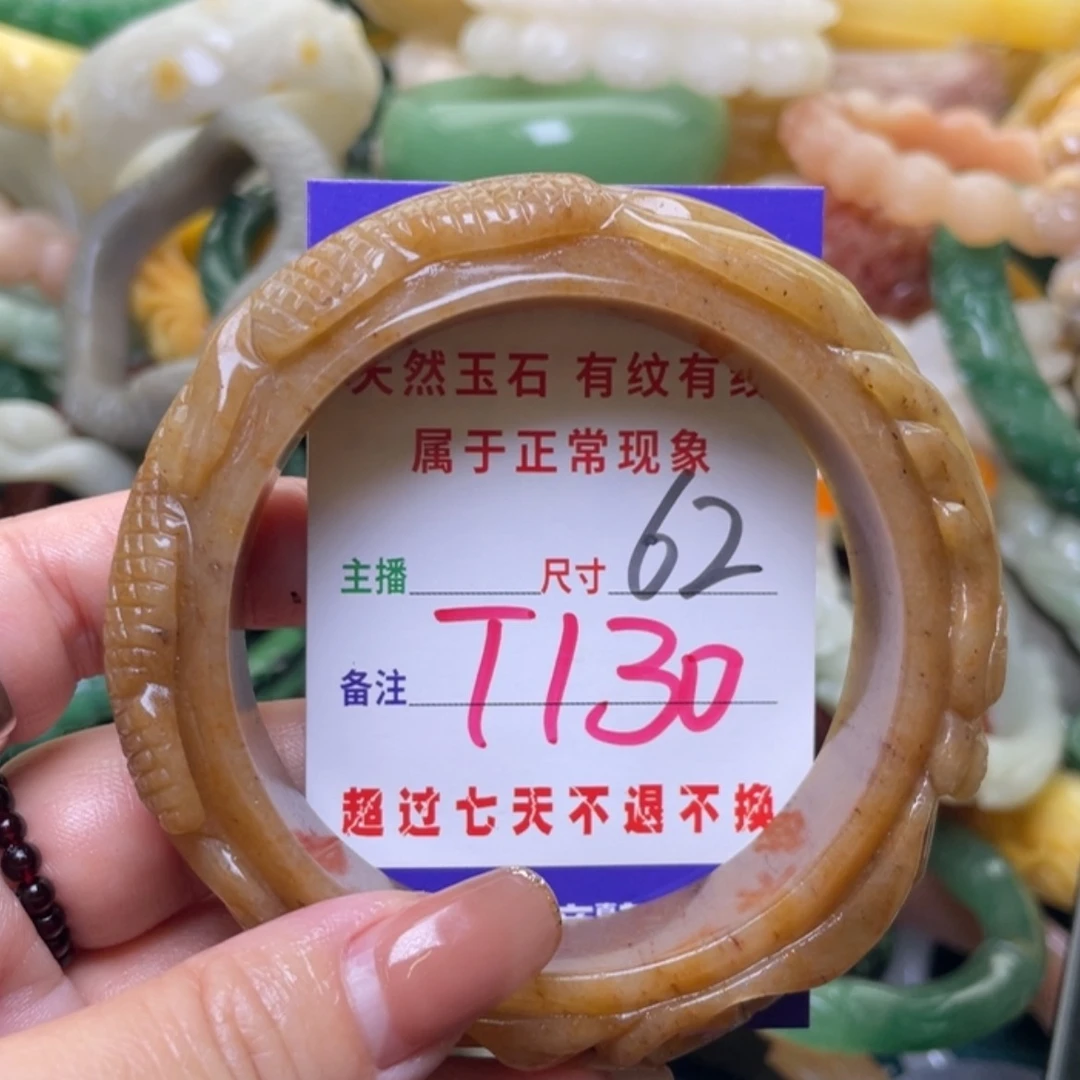 天然玉石 有纹有线
属于正常现象
主播 尺寸 62
备注 T130
超过七天不退不换